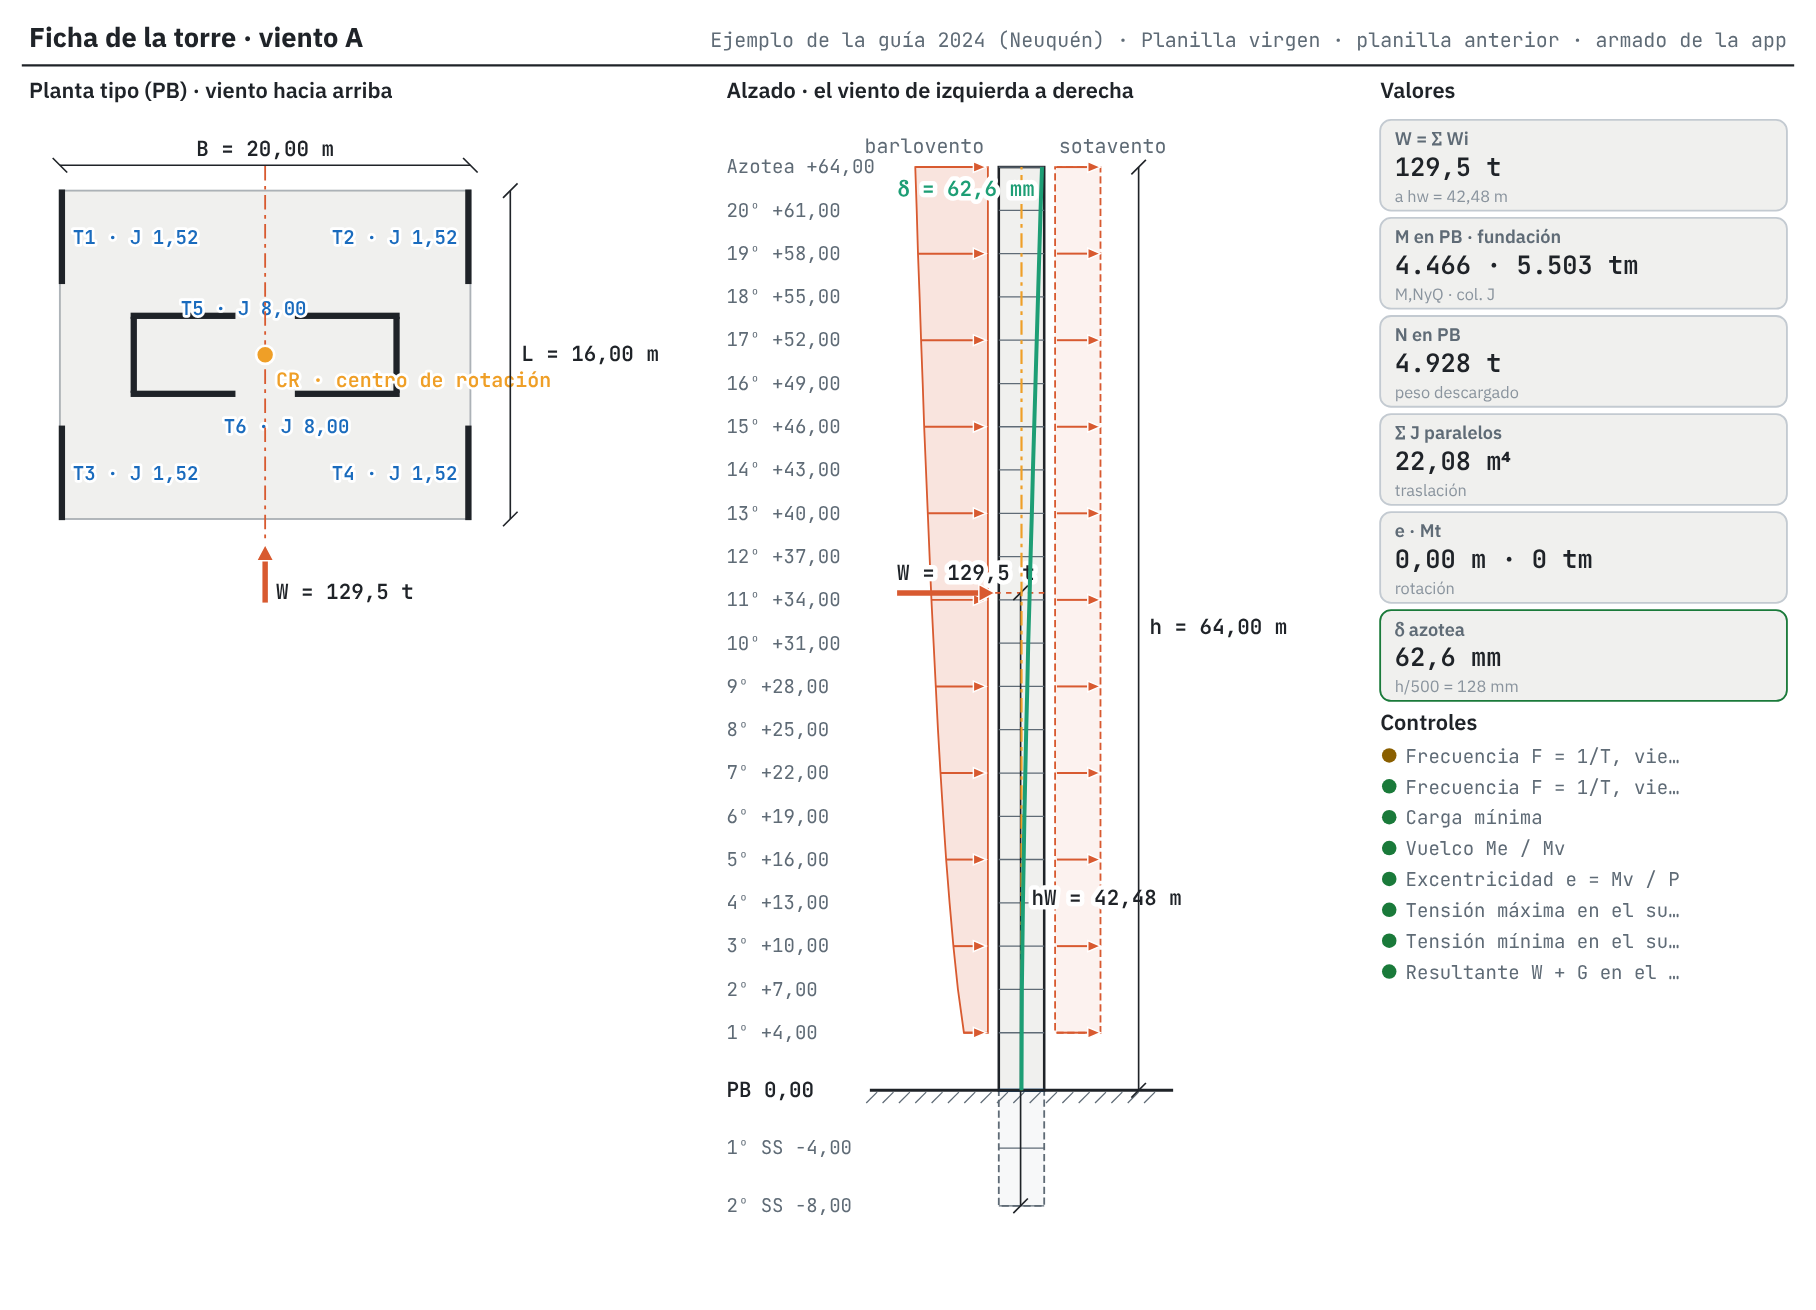 Ficha de la torre · viento A
Ejemplo de la guía 2024 (Neuquén) · Planilla virgen · planilla anterior · armado de la app
Planta tipo (PB) · viento hacia arriba
B = 20,00 m
T1 · J 1,52
T2 · J 1,52
T5 · J 8,00
L = 16,00 m
CR · centro de rotación
T6 · J 8,00
T3 · J 1,52
T4 · J 1,52
W = 129,5 t
Alzado · el viento de izquierda a derecha
barlovento
sotavento
Azotea +64,00
δ = 62,6 mm
20° +61,00
19° +58,00
18° +55,00
17° +52,00
16° +49,00
15° +46,00
14° +43,00
13° +40,00
12° +37,00
W = 129,5 t
11° +34,00
h = 64,00 m
10° +31,00
9° +28,00
8° +25,00
7° +22,00
6° +19,00
5° +16,00
hW = 42,48 m
4° +13,00
3° +10,00
2° +7,00
1° +4,00
PB 0,00
1° SS -4,00
2° SS -8,00
Valores
W = Σ Wi
129,5 t
a hw = 42,48 m
M en PB · fundación
4.466 · 5.503 tm
M,NyQ · col. J
N en PB
4.928 t
peso descargado
Σ J paralelos
22,08 m⁴
traslación
e · Mt
0,00 m · 0 tm
rotación
δ azotea
62,6 mm
h/500 = 128 mm
Controles
Frecuencia F = 1/T, vie…
Frecuencia F = 1/T, vie…
Carga mínima
Vuelco Me / Mv
Excentricidad e = Mv / P
Tensión máxima en el su…
Tensión mínima en el su…
Resultante W + G en el …